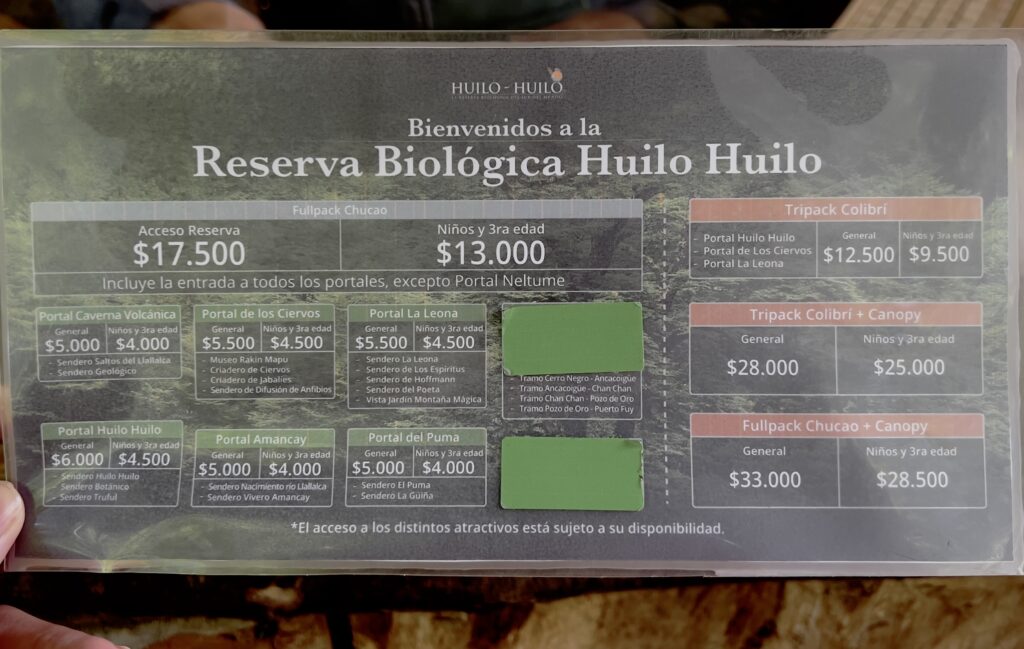 HUILO - HUILO
Bienvenidos a la
Reserva Biológica Huilo Huilo
Fullpack Chucao
Acceso Reserva
$17.500
Niños y 3ra edad
$13.000
Incluye la entrada a todos los portales, excepto Portal Neltume
Portal Caverna Volcánica
General
$5.000
Niños y 3ra edad
$4.000
- Sendero Saltos del Llallalca
- Sendero Geológico
Portal de los Ciervos
General
$5.500
Niños y 3ra edad
$4.500
- Museo Rakin Mapu
- Criadero de Ciervos
- Criadero de Jabalíes
- Sendero de Difusión de Anfibios
Portal La Leona
General
$5.500
Niños y 3ra edad
$4.500
- Sendero La Leona
- Sendero de Los Espíritus
- Sendero de Hoffmann
- Sendero del Poeta
- Vista Jardín Montaña Mágica
- Tramo Cerro Negro - Ancacoigüe
- Tramo Ancacoigue - Chan Chan
- Tramo Chan Chan - Pozo de Oro
- Tramo Pozo de Oro - Puerto Fuy
Portal Huilo Huilo
General
$6.000
Niños y 3ra edad
$4.500
- Sendero Huilo Huilo
- Sendero Botánico
- Sendero Truful
Portal Amancay
General
$5.000
Niños y 3ra edad
$4.000
- Sendero Nacimiento río Llallalca
- Sendero Vivero Amancay
Portal del Puma
General
$5.000
Niños y 3ra edad
$4.000
- Sendero El Puma
- Sendero La Güiña
Tripack Colibrí
- Portal Huilo Huilo
- Portal de Los Ciervos
- Portal La Leona
General
$12.500
Niños y 3ra edad
$9.500
Tripack Colibrí + Canopy
General
$28.000
Niños y 3ra edad
$25.000
Fullpack Chucao + Canopy
General
$33.000
Niños y 3ra edad
$28.500
*El acceso a los distintos atractivos está sujeto a su disponibilidad.